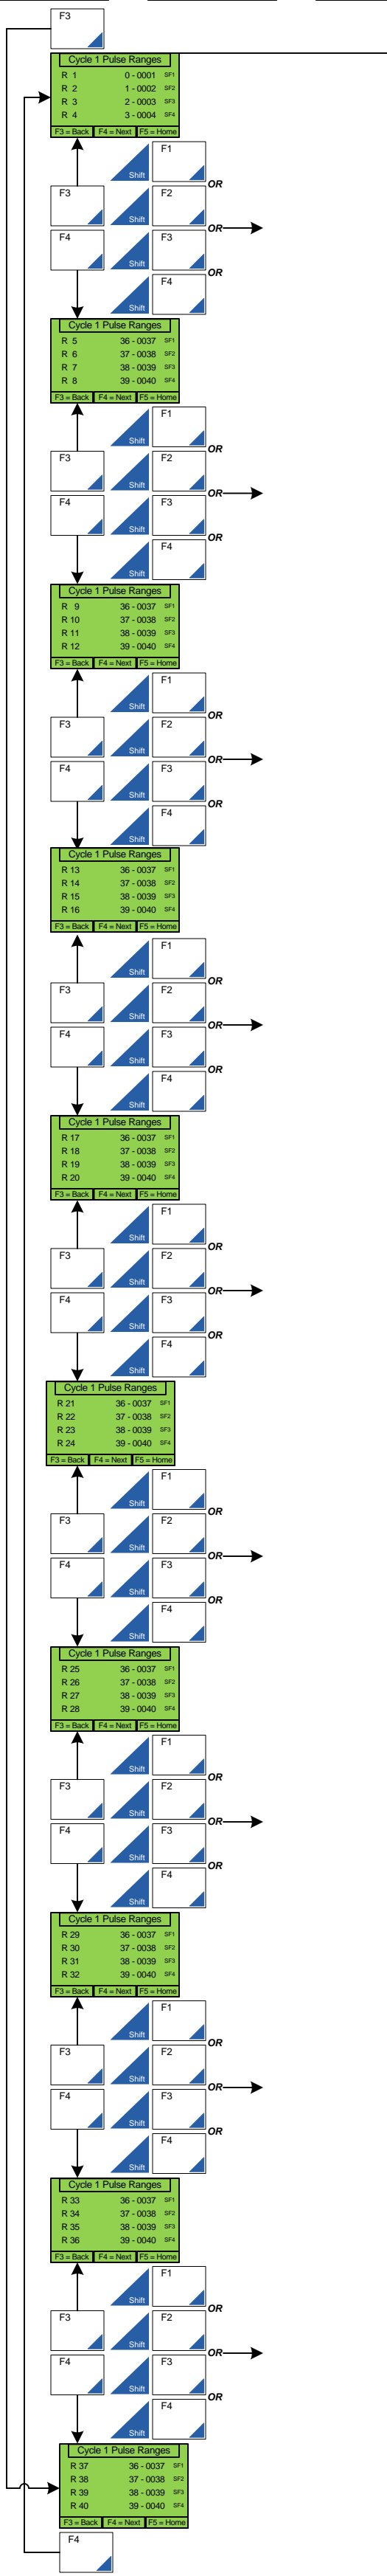 F3
Cycle 1 Pulse Ranges
R 1 0 - 0001 SF1
R 2 1 - 0002 SF2
R 3 2 - 0003 SF3
R 4 3 - 0004 SF4
F3 = Back F4 = Next F5 = Home
Shift F1
OR
F3 Shift F2
OR
F4 Shift F3
OR
Shift F4
Cycle 1 Pulse Ranges
R 5 36 - 0037 SF1
R 6 37 - 0038 SF2
R 7 38 - 0039 SF3
R 8 39 - 0040 SF4
F3 = Back F4 = Next F5 = Home
Shift F1
OR
F3 Shift F2
OR
F4 Shift F3
OR
Shift F4
Cycle 1 Pulse Ranges
R 9 36 - 0037 SF1
R 10 37 - 0038 SF2
R 11 38 - 0039 SF3
R 12 39 - 0040 SF4
F3 = Back F4 = Next F5 = Home
Shift F1
OR
F3 Shift F2
OR
F4 Shift F3
OR
Shift F4
Cycle 1 Pulse Ranges
R 13 36 - 0037 SF1
R 14 37 - 0038 SF2
R 15 38 - 0039 SF3
R 16 39 - 0040 SF4
F3 = Back F4 = Next F5 = Home
Shift F1
OR
F3 Shift F2
OR
F4 Shift F3
OR
Shift F4
Cycle 1 Pulse Ranges
R 17 36 - 0037 SF1
R 18 37 - 0038 SF2
R 19 38 - 0039 SF3
R 20 39 - 0040 SF4
F3 = Back F4 = Next F5 = Home
Shift F1
OR
F3 Shift F2
OR
F4 Shift F3
OR
Shift F4
Cycle 1 Pulse Ranges
R 21 36 - 0037 SF1
R 22 37 - 0038 SF2
R 23 38 - 0039 SF3
R 24 39 - 0040 SF4
F3 = Back F4 = Next F5 = Home
Shift F1
OR
F3 Shift F2
OR
F4 Shift F3
OR
Shift F4
Cycle 1 Pulse Ranges
R 25 36 - 0037 SF1
R 26 37 - 0038 SF2
R 27 38 - 0039 SF3
R 28 39 - 0040 SF4
F3 = Back F4 = Next F5 = Home
Shift F1
OR
F3 Shift F2
OR
F4 Shift F3
OR
Shift F4
Cycle 1 Pulse Ranges
R 29 36 - 0037 SF1
R 30 37 - 0038 SF2
R 31 38 - 0039 SF3
R 32 39 - 0040 SF4
F3 = Back F4 = Next F5 = Home
Shift F1
OR
F3 Shift F2
OR
F4 Shift F3
OR
Shift F4
Cycle 1 Pulse Ranges
R 33 36 - 0037 SF1
R 34 37 - 0038 SF2
R 35 38 - 0039 SF3
R 36 39 - 0040 SF4
F3 = Back F4 = Next F5 = Home
Shift F1
OR
F3 Shift F2
OR
F4 Shift F3
OR
Shift F4
Cycle 1 Pulse Ranges
R 37 36 - 0037 SF1
R 38 37 - 0038 SF2
R 39 38 - 0039 SF3
R 40 39 - 0040 SF4
F3 = Back F4 = Next F5 = Home
F4